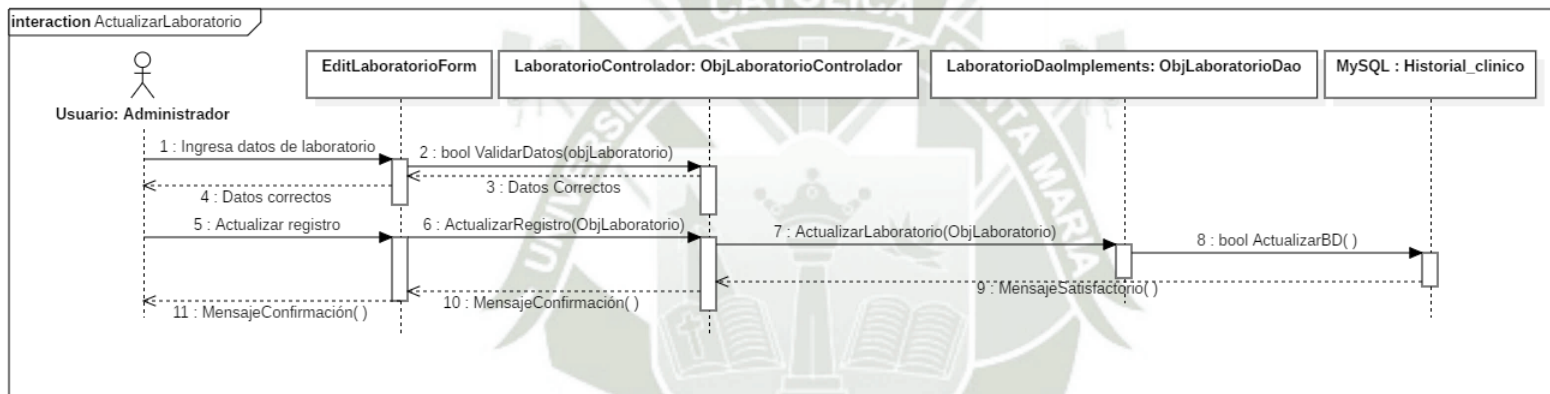 interaction ActualizarLaboratorio
Usuario: Administrador
EditLaboratorioForm
LaboratorioControlador: ObjLaboratorioControlador
LaboratorioDaoImplements: ObjLaboratorioDao
MySQL : Historial_clinico
1 : Ingresa datos de laboratorio
2 : bool ValidarDatos(objLaboratorio)
3 : Datos Correctos
4 : Datos correctos
5 : Actualizar registro
6 : ActualizarRegistro(ObjLaboratorio)
7 : ActualizarLaboratorio(ObjLaboratorio)
8 : bool ActualizarBD( )
9 : MensajeSatisfactorio( )
10 : MensajeConfirmación( )
11 : MensajeConfirmación( )
CATOLICA
MARIA